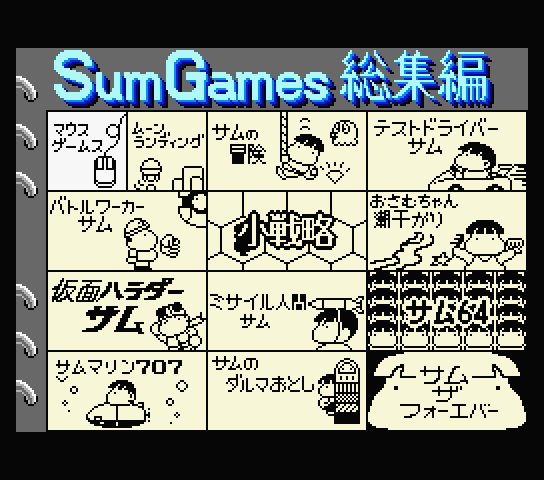 SumGames 総集編
マウス
ゲームス
ムーン
ランディング
サムの
冒険
テストドライバー
サム
バトルワーカー
サム
小戦略
おさむちゃん
潮干がり
仮面ハラダー
サム
ミサイル人間
サム
サム64
サムマリン707
サムの
ダルマおとし
サム
ザ
フォーエバー